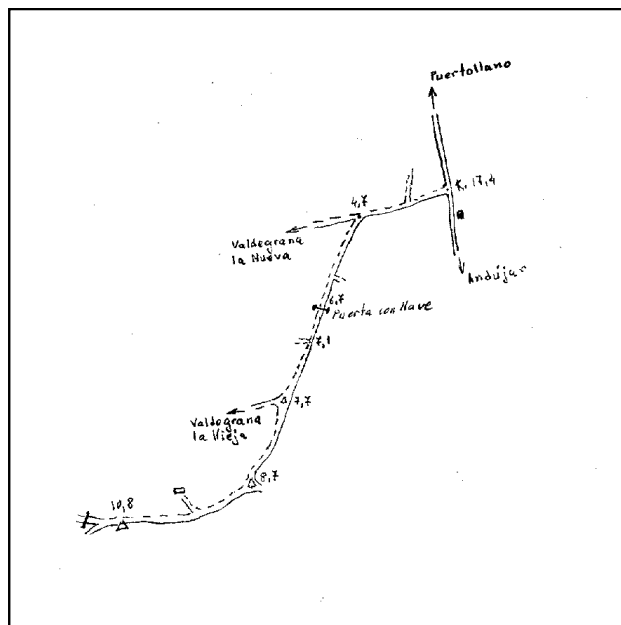 Puertollano
K, 17,4
4,7
Valdegrana
la Nueva
Andújar
6,7
Puerta con llave
7,1
7,7
Valdegrana
la Vieja
8,7
10,8